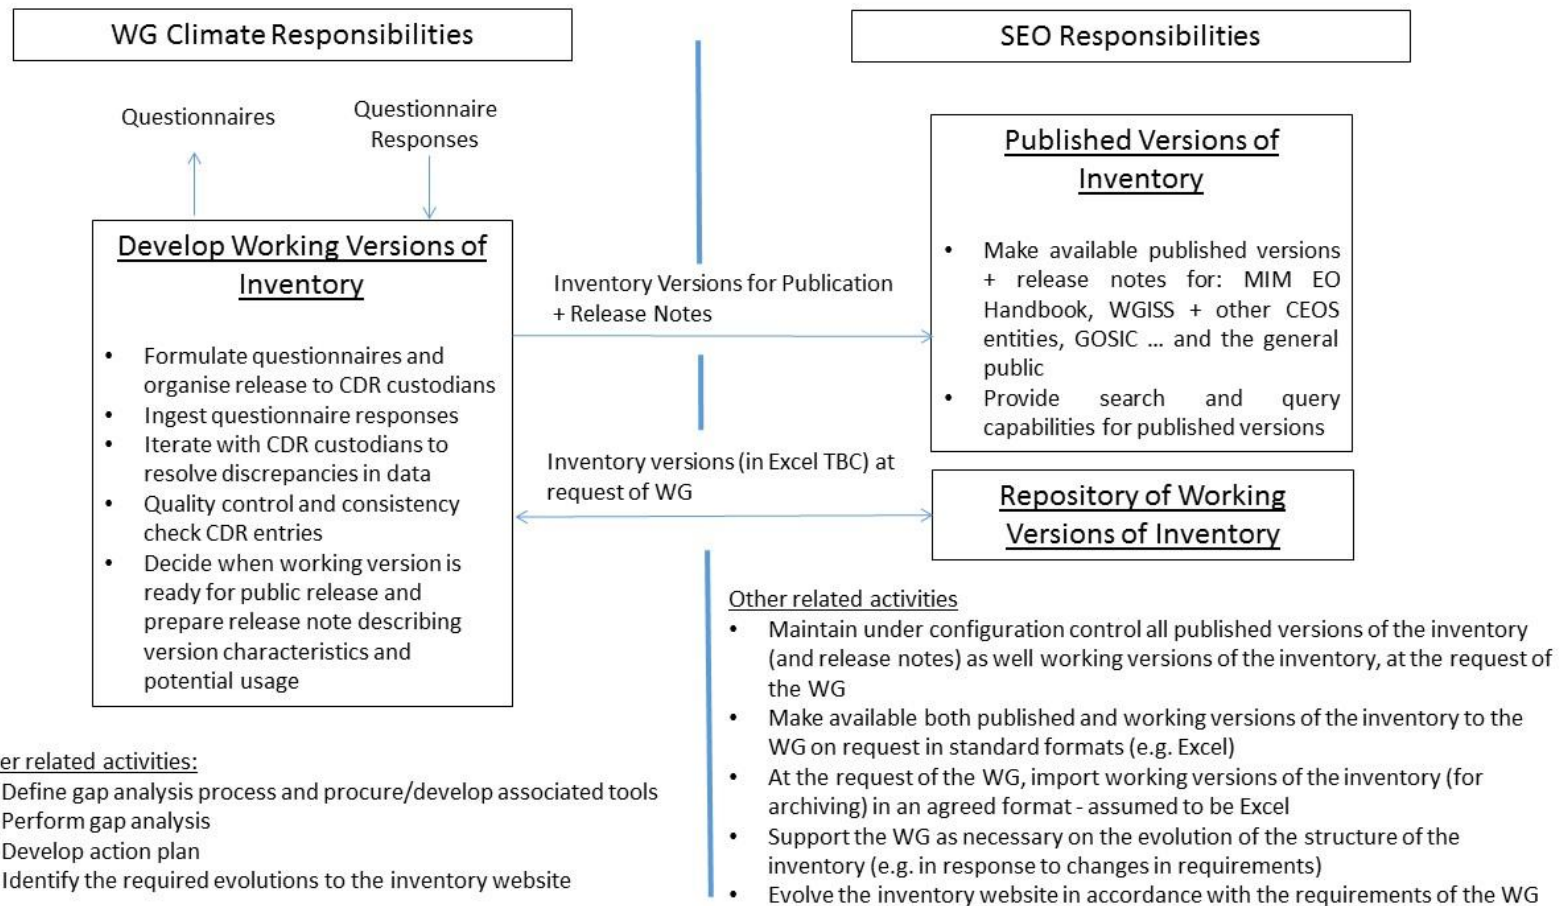 WG Climate Responsibilities
Questionnaires
Questionnaire
Responses
Develop Working Versions of
Inventory
• Formulate questionnaires and
organise release to CDR custodians
• Ingest questionnaire responses
• Iterate with CDR custodians to
resolve discrepancies in data
• Quality control and consistency
check CDR entries
• Decide when working version is
ready for public release and
prepare release note describing
version characteristics and
potential usage
er related activities:
Define gap analysis process and procure/develop associated tools
Perform gap analysis
Develop action plan
Identify the required evolutions to the inventory website
Inventory Versions for Publication
+ Release Notes
Inventory versions (in Excel TBC) at
request of WG
SEO Responsibilities
Published Versions of
Inventory
• Make available published versions
+ release notes for: MIM EO
Handbook, WGISS + other CEOS
entities, GOSIC ... and the general
public
• Provide search and query
capabilities for published versions
Repository of Working
Versions of Inventory
Other related activities
• Maintain under configuration control all published versions of the inventory
(and release notes) as well working versions of the inventory, at the request of
the WG
• Make available both published and working versions of the inventory to the
WG on request in standard formats (e.g. Excel)
• At the request of the WG, import working versions of the inventory (for
archiving) in an agreed format - assumed to be Excel
• Support the WG as necessary on the evolution of the structure of the
inventory (e.g. in response to changes in requirements)
• Evolve the inventory website in accordance with the requirements of the WG